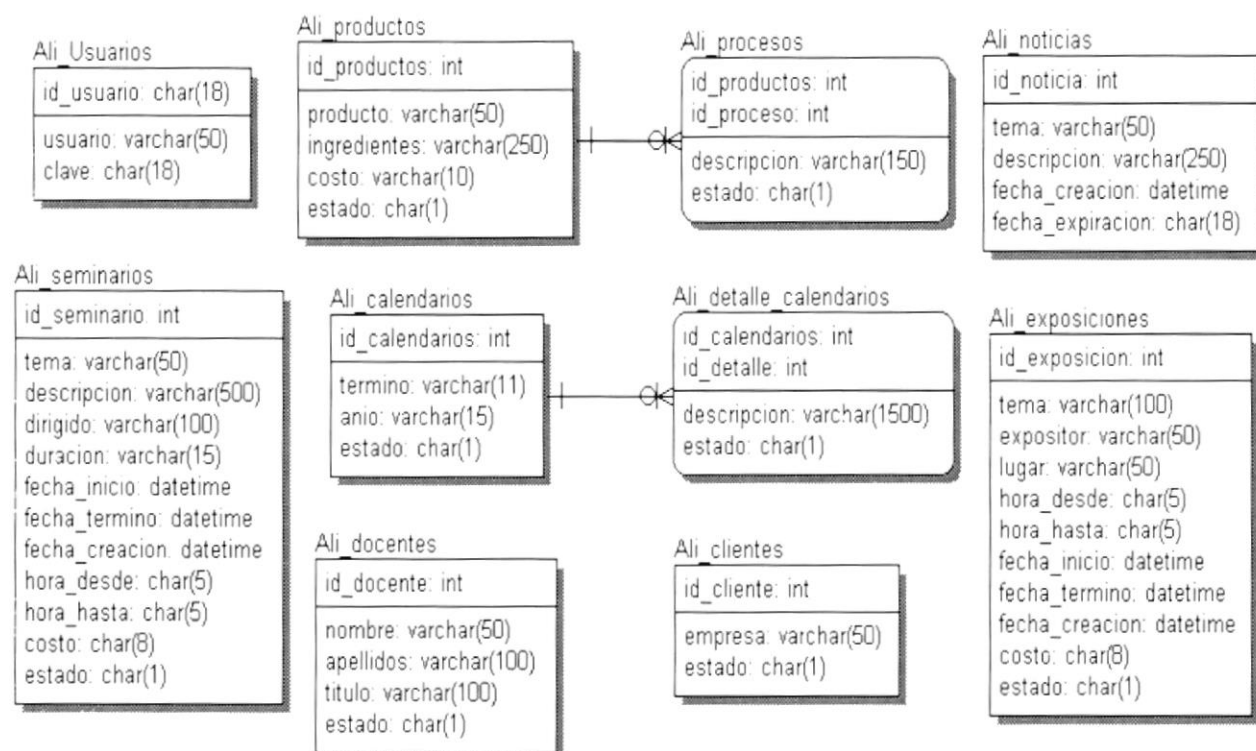 Ali_Usuarios
id_usuario: char(18)
usuario: varchar(50)
clave: char(18)
Ali_productos
id_productos: int
producto: varchar(50)
ingredientes: varchar(250)
costo: varchar(10)
estado: char(1)
Ali_procesos
id_productos: int
id_proceso: int
descripcion: varchar(150)
estado: char(1)
Ali_noticias
id_noticia: int
tema: varchar(50)
descripcion: varchar(250)
fecha_creacion: datetime
fecha_expiracion: char(18)
Ali_seminarios
id_seminario: int
tema: varchar(50)
descripcion: varchar(500)
dirigido: varchar(100)
duracion: varchar(15)
fecha_inicio: datetime
fecha_termino: datetime
fecha_creacion: datetime
hora_desde: char(5)
hora_hasta: char(5)
costo: char(8)
estado: char(1)
Ali_calendarios
id_calendarios: int
termino: varchar(11)
anio: varchar(15)
estado: char(1)
Ali_detalle_calendarios
id_calendarios: int
id_detalle: int
descripcion: varchar(1500)
estado: char(1)
Ali_exposiciones
id_exposicion: int
tema: varchar(100)
expositor: varchar(50)
lugar: varchar(50)
hora_desde: char(5)
hora_hasta: char(5)
fecha_inicio: datetime
fecha_termino: datetime
fecha_creacion: datetime
costo: char(8)
estado: char(1)
Ali_docentes
id_docente: int
nombre: varchar(50)
apellidos: varchar(100)
titulo: varchar(100)
estado: char(1)
Ali_clientes
id_cliente: int
empresa: varchar(50)
estado: char(1)